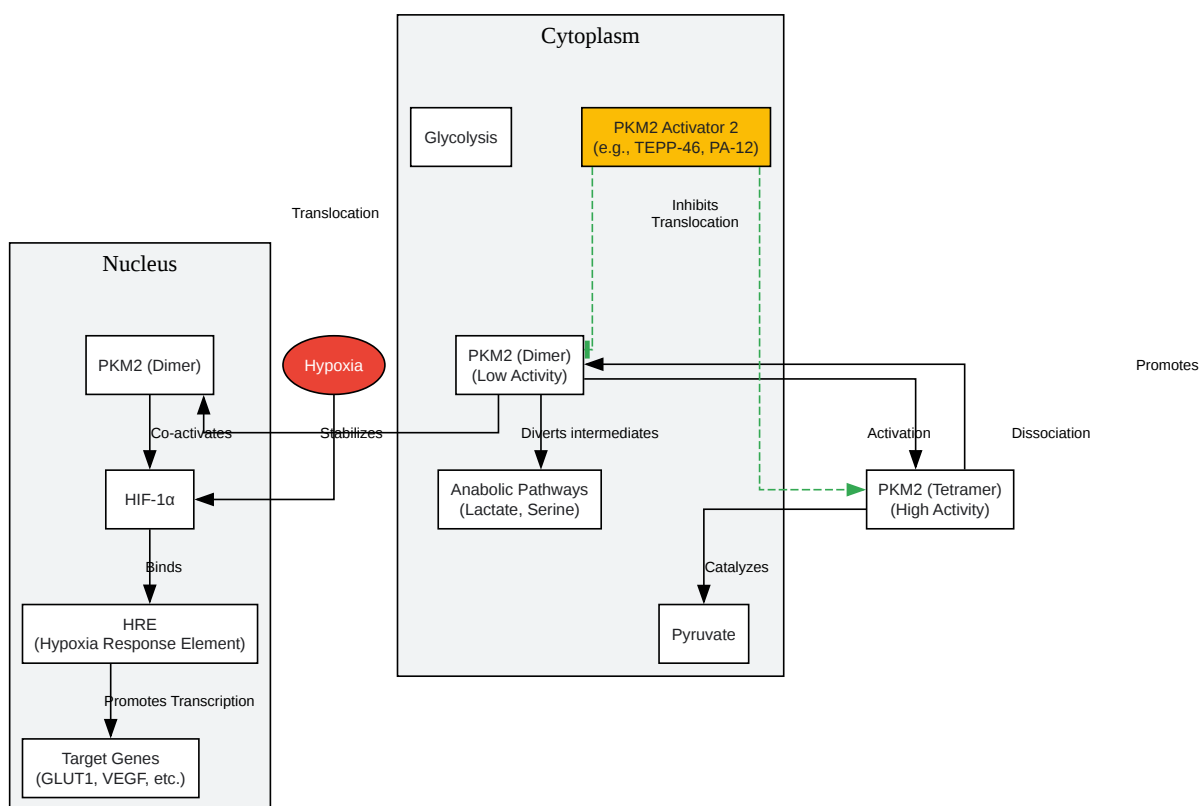 Cytoplasm
Glycolysis
PKM2 Activator 2
(e.g., TEPP-46, PA-12)
Translocation
Inhibits
Translocation
Nucleus
PKM2 (Dimer)
Hypoxia
PKM2 (Dimer)
(Low Activity)
Promotes
Co-activates
Stabilizes
Diverts intermediates
Activation
Dissociation
HIF-1α
Anabolic Pathways
(Lactate, Serine)
PKM2 (Tetramer)
(High Activity)
Binds
Catalyzes
HRE
(Hypoxia Response Element)
Pyruvate
Promotes Transcription
Target Genes
(GLUT1, VEGF, etc.)